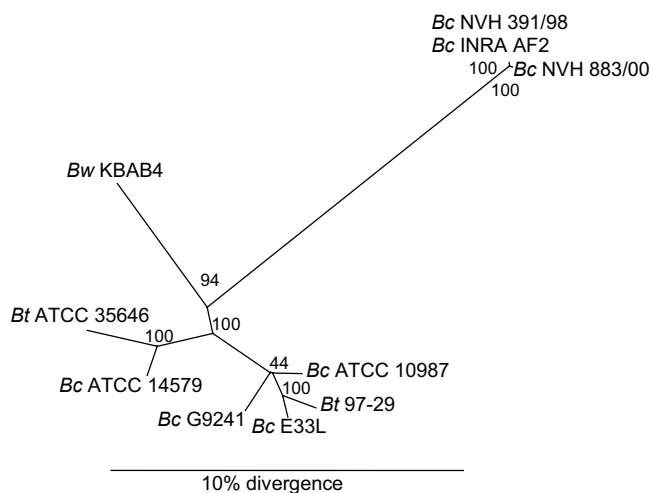 Bc NVH 391/98
Bc INRA AF2
100 Bc NVH 883/00
100
Bw KBAB4
94
Bt ATCC 35646
100
100
Bc ATCC 14579
44
Bc ATCC 10987
100
Bt 97-29
Bc G9241
Bc E33L
10% divergence